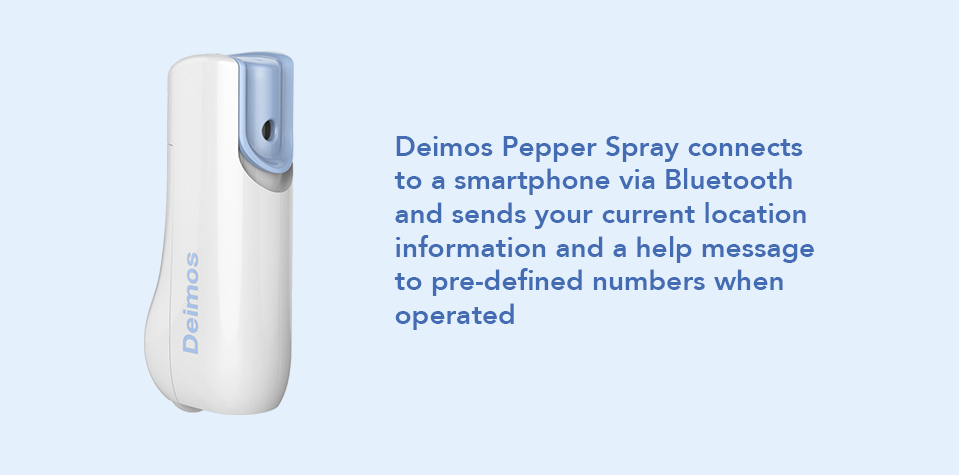 Deimos Pepper Spray connects
to a smartphone via Bluetooth
and sends your current location
information and a help message
to pre-defined numbers when
operated
Deimos